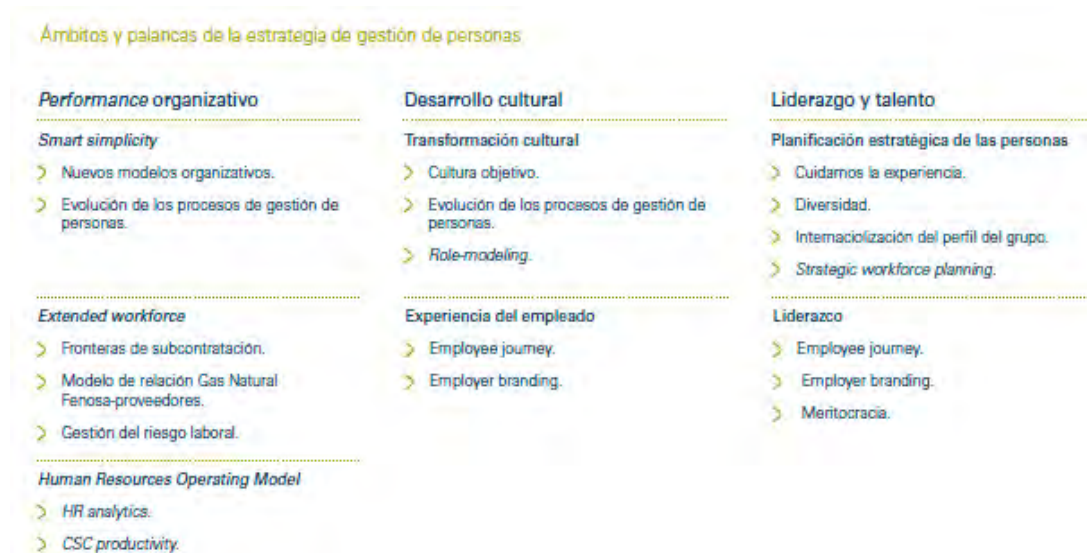 Ámbitos y palancas de la estrategia de gestión de personas
Performance organizativo
Smart simplicity
Nuevos modelos organizativos.
Evolución de los procesos de gestión de
personas.
Extended workforce
Fronteras de subcontratación.
Modelo de relación Gas Natural
Fenosa-proveedores.
Gestión del riesgo laboral.
Human Resources Operating Model
HR analytics.
CSC productivity.
Desarrollo cultural
Transformación cultural
Cultura objetivo.
Evolución de los procesos de gestión de
personas.
Role-modeling.
Experiencia del empleado
Employee journey.
Employer branding.
Liderazgo y talento
Planificación estratégica de las personas
Cuidamos la experiencia.
Diversidad.
Internaciolización del perfil del grupo.
Strategic workforce planning.
Liderazco
Employee journey.
Employer branding.
Meritocracia.